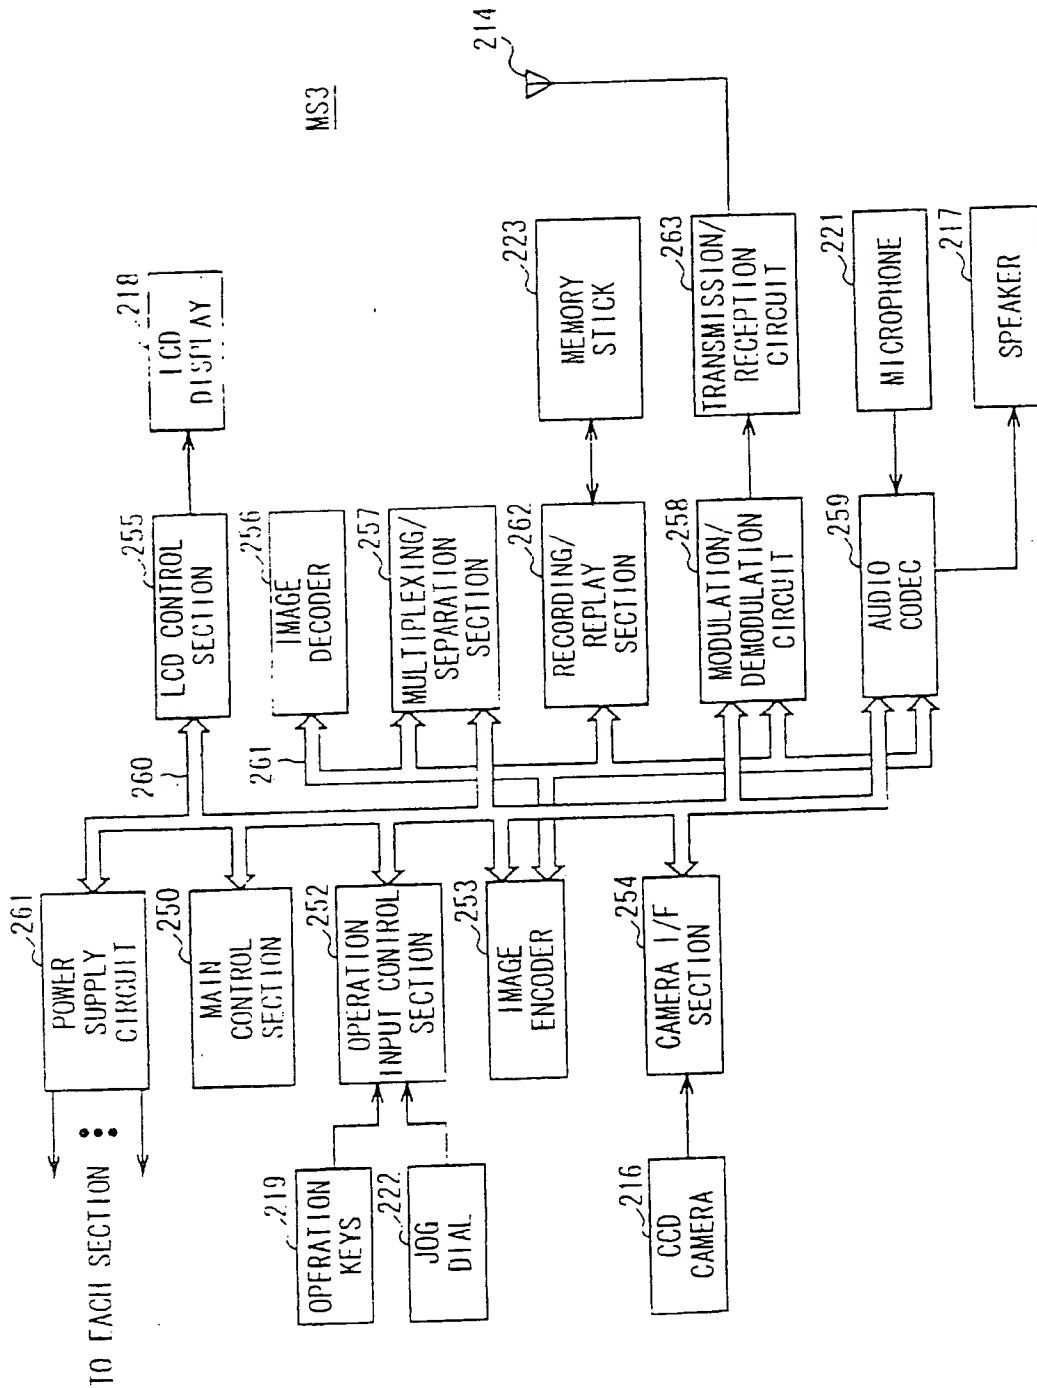 MS3
214
218
LCD
DISPLAY
223
MEMORY
STICK
263
TRANSMISSION/
RECEPTION
CIRCUIT
221
MICROPHONE
217
SPEAKER
255
LCD CONTROL
SECTION
256
IMAGE
DECODER
257
MULTIPLEXING/
SEPARATION
SECTION
262
RECORDING/
REPLAY
SECTION
258
MODULATION/
DEMODULATION
CIRCUIT
259
AUDIO
CODEC
260
261
261
POWER
SUPPLY
CIRCUIT
250
MAIN
CONTROL
SECTION
252
OPERATION
INPUT CONTROL
SECTION
253
IMAGE
ENCODER
254
CAMERA I/F
SECTION
TO EACH SECTION
219
OPERATION
KEYS
222
JOG
DIAL
216
CCD
CAMERA